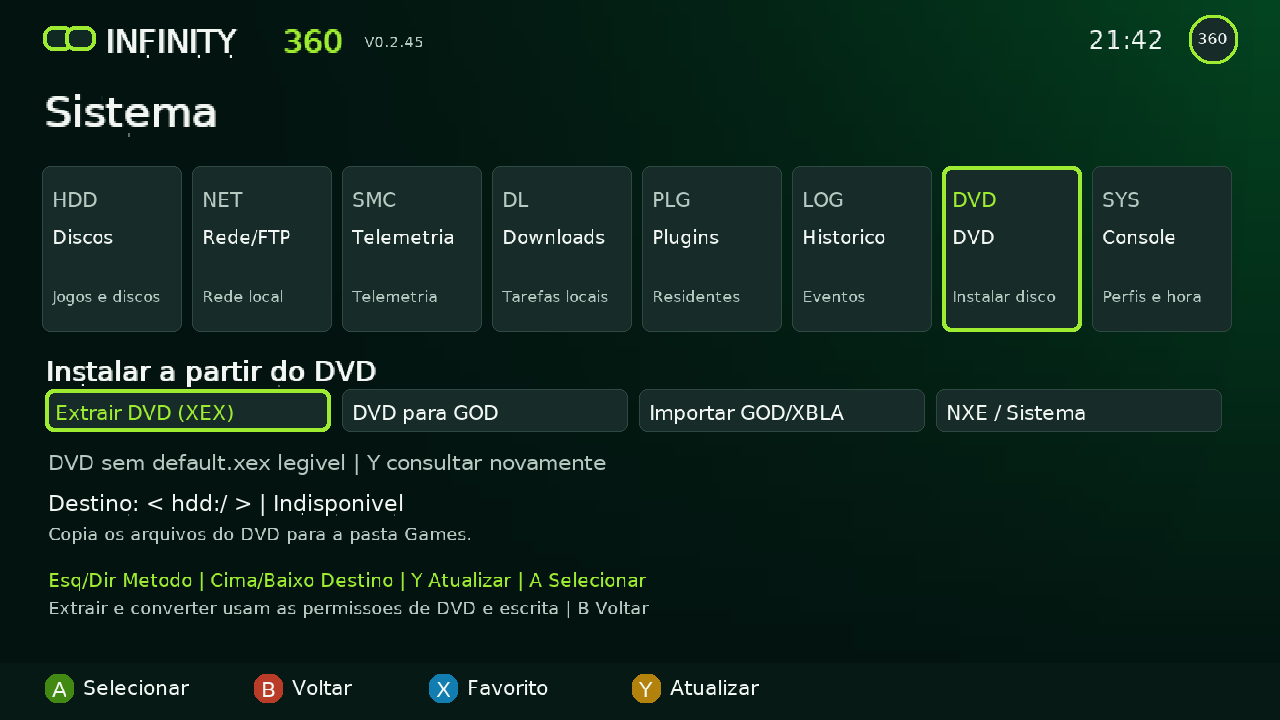 INFINITY 360 V0.2.45 21:42 360
Sistema
HDD NET SMC DL PLG LOG DVD SYS
Discos Rede/FTP Telemetria Downloads Plugins Historico DVD Console
Jogos e discos Rede local Telemetria Tarefas locais Residentes Eventos Instalar disco Perfis e hora
Instalar a partir do DVD
Extrair DVD (XEX) DVD para GOD Importar GOD/XBLA NXE / Sistema
DVD sem default.xex legivel | Y consultar novamente
Destino: < hdd:/ > | Indisponivel
Copia os arquivos do DVD para a pasta Games.
Esq/Dir Metodo | Cima/Baixo Destino | Y Atualizar | A Selecionar
Extrair e converter usam as permissoes de DVD e escrita | B Voltar
A Selecionar B Voltar X Favorito Y Atualizar